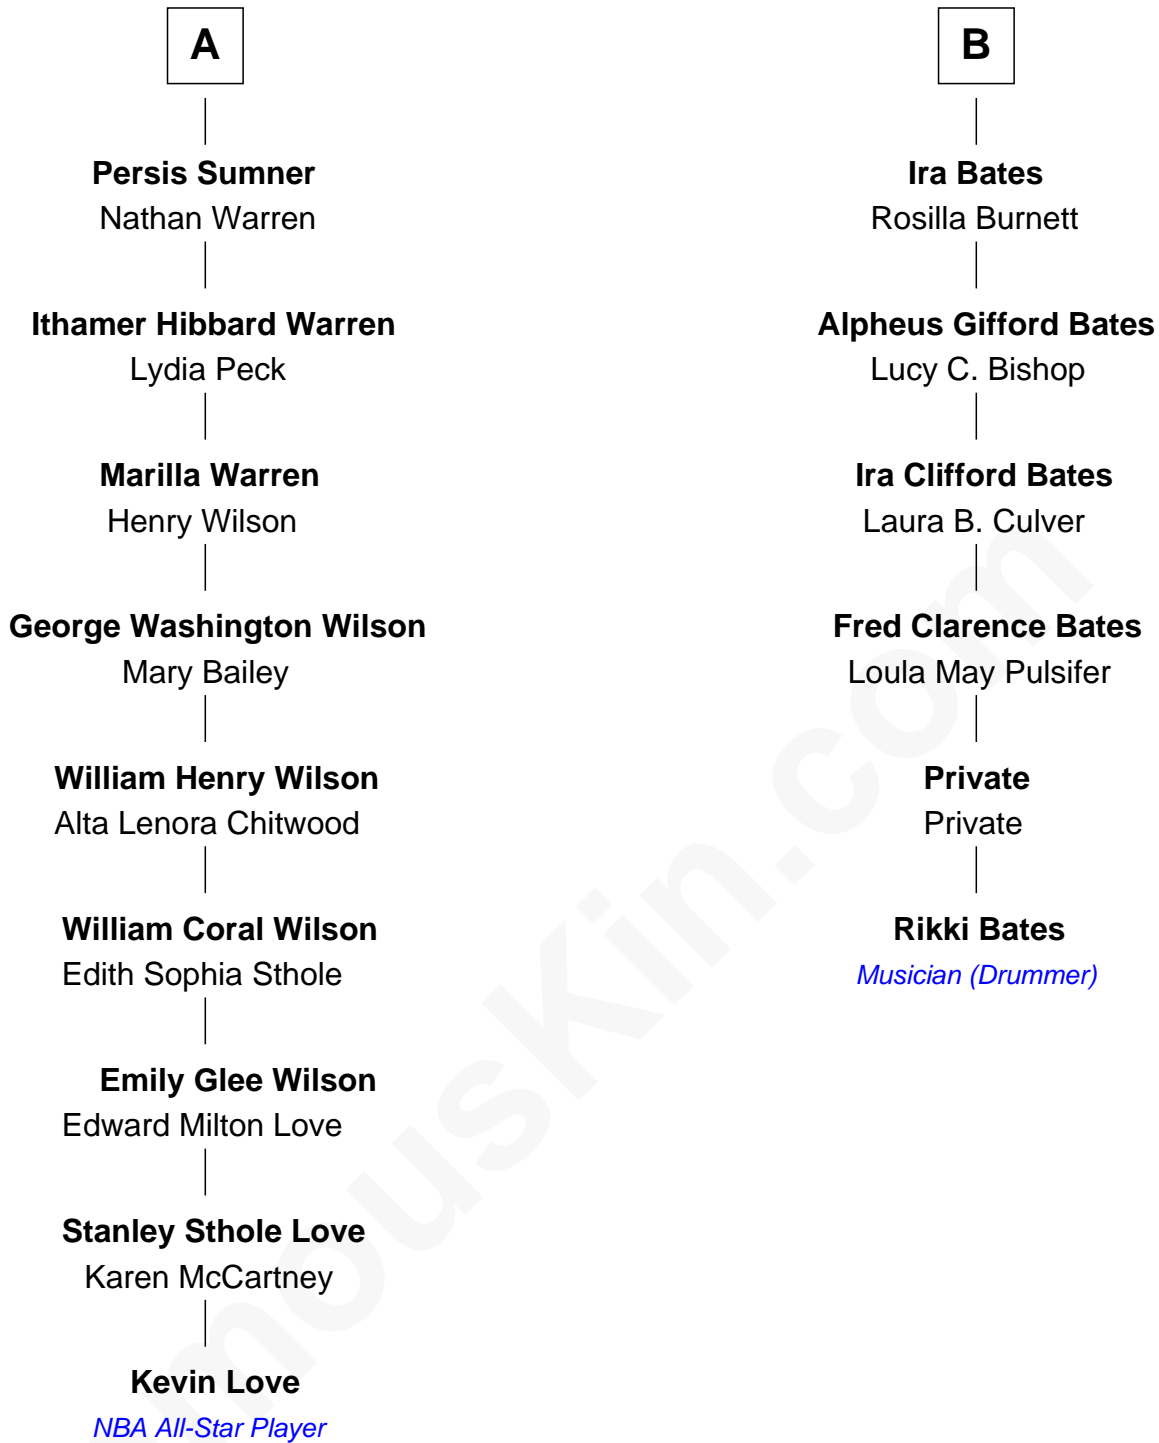 A
Persis Sumner
Nathan Warren
Ithamer Hibbard Warren
Lydia Peck
Marilla Warren
Henry Wilson
George Washington Wilson
Mary Bailey
William Henry Wilson
Alta Lenora Chitwood
William Coral Wilson
Edith Sophia Sthole
Emily Glee Wilson
Edward Milton Love
Stanley Sthole Love
Karen McCartney
Kevin Love
NBA All-Star Player
B
Ira Bates
Rosilla Burnett
Alpheus Gifford Bates
Lucy C. Bishop
Ira Clifford Bates
Laura B. Culver
Fred Clarence Bates
Loula May Pulsifer
Private
Private
Rikki Bates
Musician (Drummer)
mouskin.com